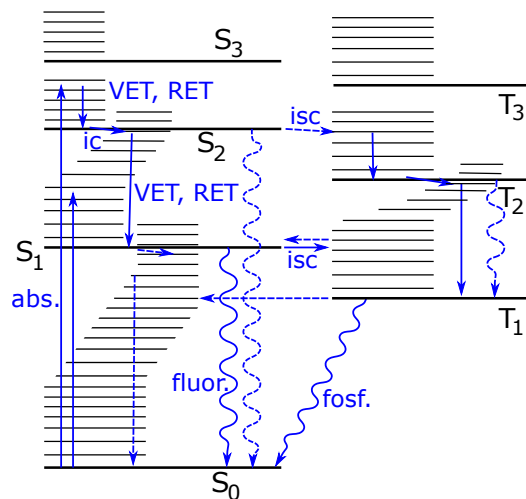 S3
VET, RET
T3
isc
ic
S2
VET, RET
T2
S1
isc
abs.
T1
fluor.
fosf.
S0